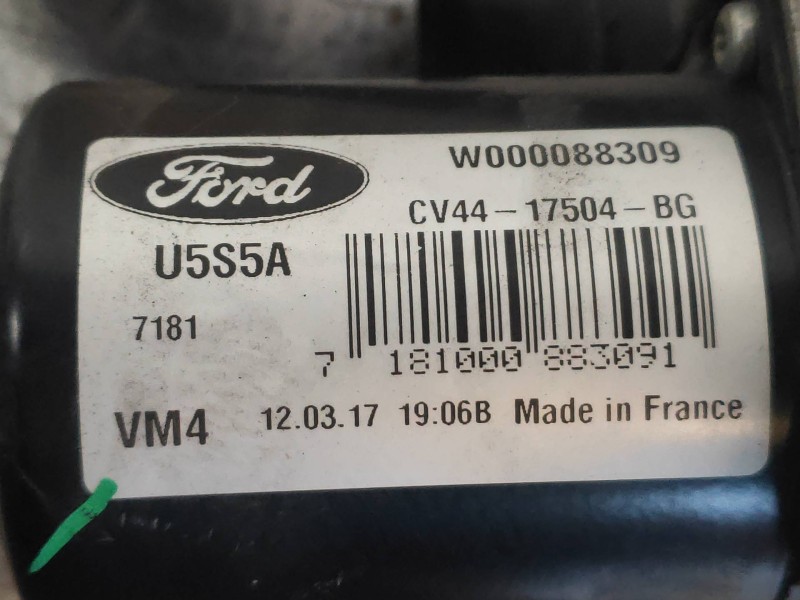 Ford
W000088309
CV44-17504-BG
U5S5A
7181
7 181000 883091
VM4
12.03.17 19:06B Made in France